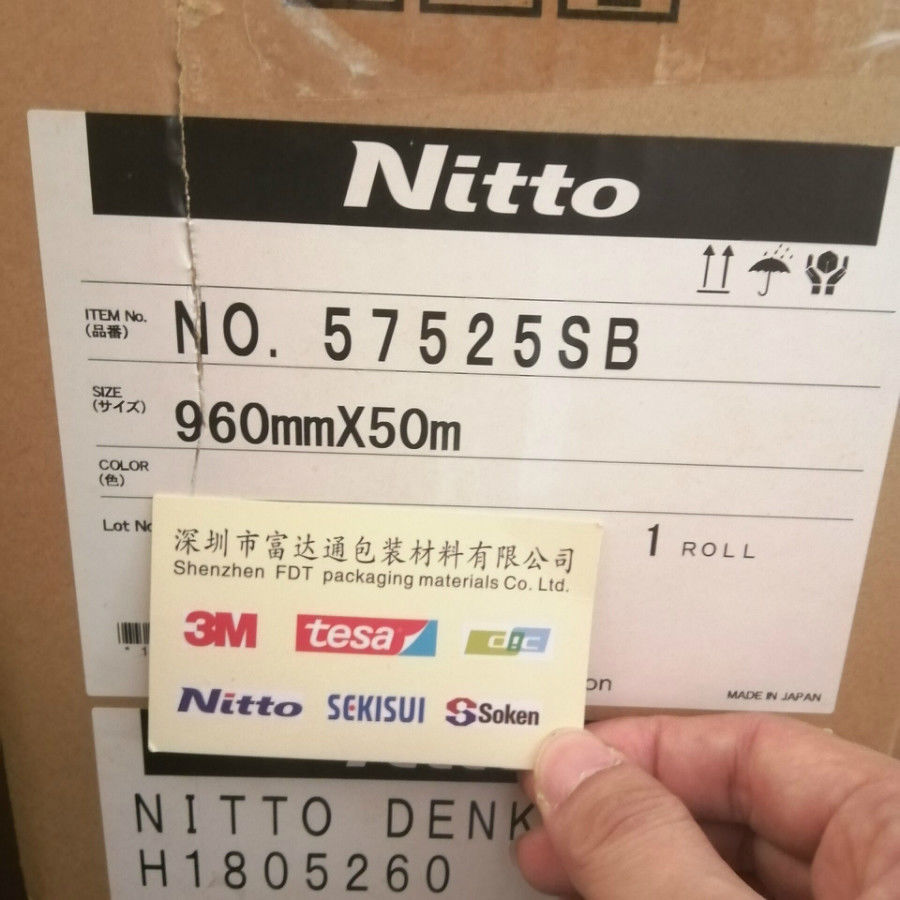 Nitto
ITEM No.
(品番)
NO. 57525SB
SIZE
(サイズ)
960mmX50m
COLOR
(色)
Lot
1 ROLL
深圳市富达通包装材料有限公司
Shenzhen FDT packaging materials Co. Ltd.
3M tesa dic
Nitto SEKISUI Soken
MADE IN JAPAN
NITTO DENK
H1805260